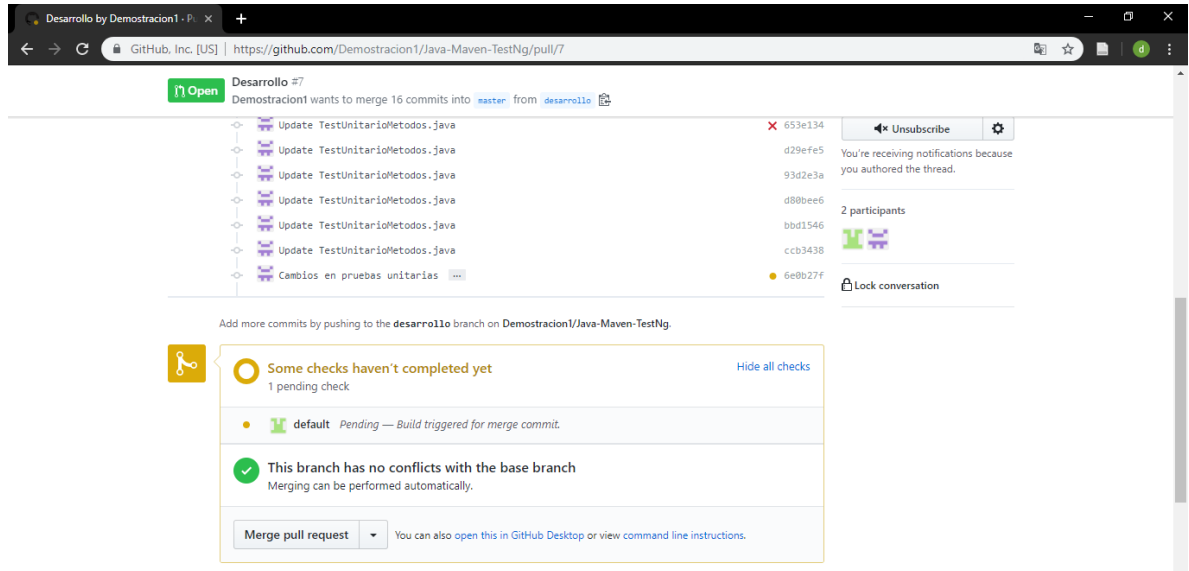 Desarrollo by Demostracion1 · Pu
GitHub, Inc. [US] | https://github.com/Demostracion1/Java-Maven-TestNg/pull/7
d
Open
Desarrollo #7
Demostracion1 wants to merge 16 commits into master from desarrollo
Update TestUnitarioMetodos.java 653e134
Update TestUnitarioMetodos.java d29efe5
Update TestUnitarioMetodos.java 93d2e3a
Update TestUnitarioMetodos.java d80bee6
Update TestUnitarioMetodos.java bbd1546
Update TestUnitarioMetodos.java ccb3438
Cambios en pruebas unitarias ... 6e0b27f
Unsubscribe
You're receiving notifications because
you authored the thread.
2 participants
Lock conversation
Add more commits by pushing to the desarrollo branch on Demostracion1/Java-Maven-TestNg.
Some checks haven't completed yet
Hide all checks
1 pending check
default Pending — Build triggered for merge commit.
This branch has no conflicts with the base branch
Merging can be performed automatically.
Merge pull request
You can also open this in GitHub Desktop or view command line instructions.